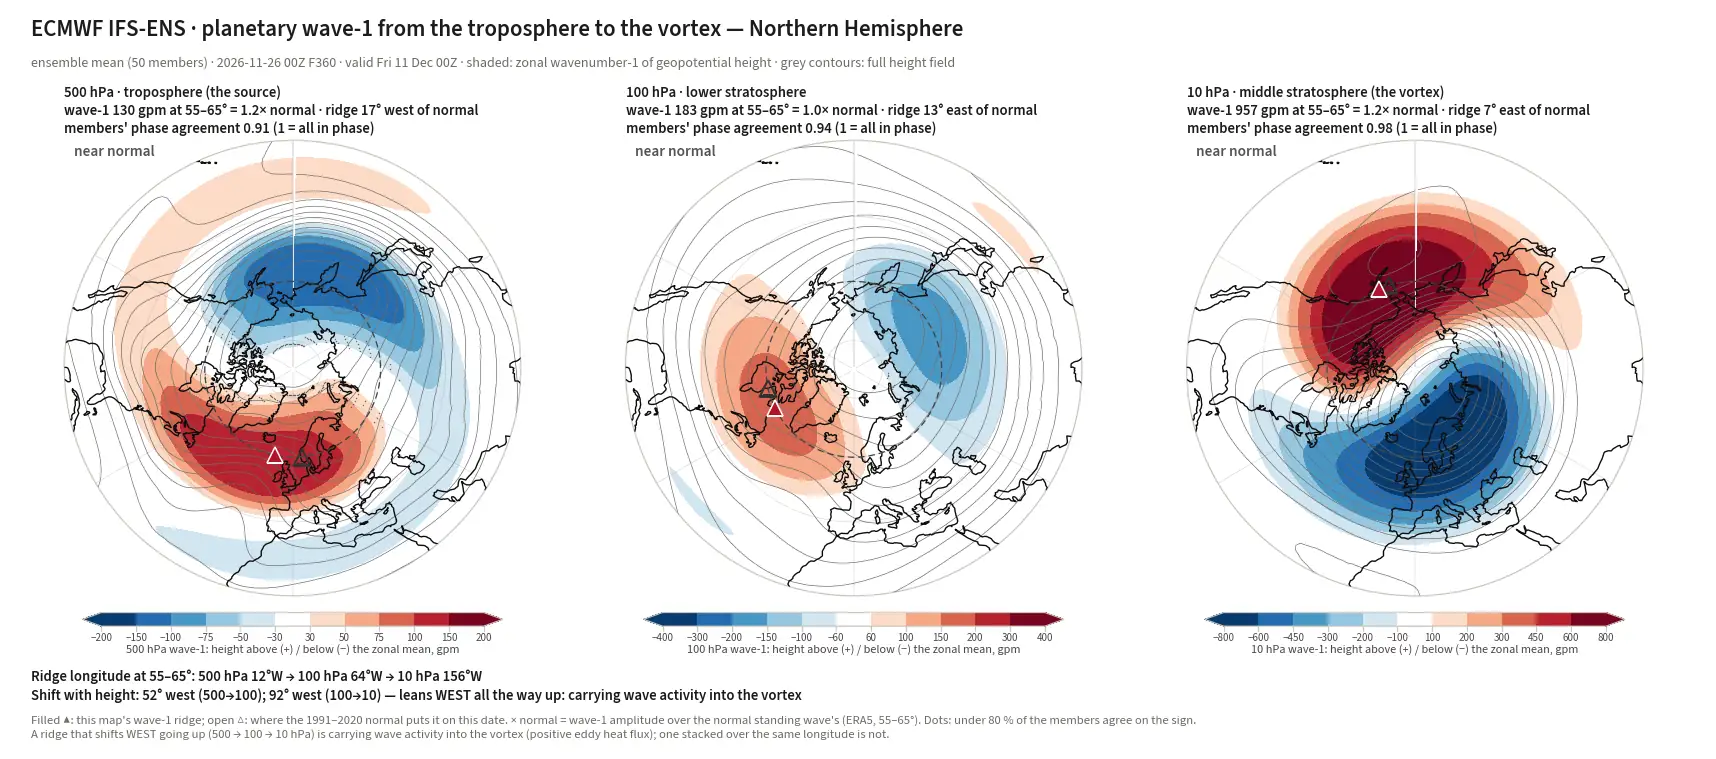 ECMWF IFS-ENS · planetary wave-1 from the troposphere to the vortex — Northern Hemisphere
ensemble mean (50 members) · 2026-11-26 00Z F360 · valid Fri 11 Dec 00Z · shaded: zonal wavenumber-1 of geopotential height · grey contours: full height field
500 hPa · troposphere (the source)
wave-1 130 gpm at 55–65° = 1.2× normal · ridge 17° west of normal
members' phase agreement 0.91 (1 = all in phase)
near normal
100 hPa · lower stratosphere
wave-1 183 gpm at 55–65° = 1.0× normal · ridge 13° east of normal
members' phase agreement 0.94 (1 = all in phase)
near normal
10 hPa · middle stratosphere (the vortex)
wave-1 957 gpm at 55–65° = 1.2× normal · ridge 7° east of normal
members' phase agreement 0.98 (1 = all in phase)
near normal
−200 −150 −100 −75 −50 −30 30 50 75 100 150 200
500 hPa wave-1: height above (+) / below (−) the zonal mean, gpm
−400 −300 −200 −150 −100 −60 60 100 150 200 300 400
100 hPa wave-1: height above (+) / below (−) the zonal mean, gpm
−800 −600 −450 −300 −200 −100 100 200 300 450 600 800
10 hPa wave-1: height above (+) / below (−) the zonal mean, gpm
Ridge longitude at 55–65°: 500 hPa 12°W → 100 hPa 64°W → 10 hPa 156°W
Shift with height: 52° west (500→100); 92° west (100→10) — leans WEST all the way up: carrying wave activity into the vortex
Filled ▲: this map's wave-1 ridge; open △: where the 1991–2020 normal puts it on this date. × normal = wave-1 amplitude over the normal standing wave's (ERA5, 55–65°). Dots: under 80 % of the members agree on the sign.
A ridge that shifts WEST going up (500 → 100 → 10 hPa) is carrying wave activity into the vortex (positive eddy heat flux); one stacked over the same longitude is not.